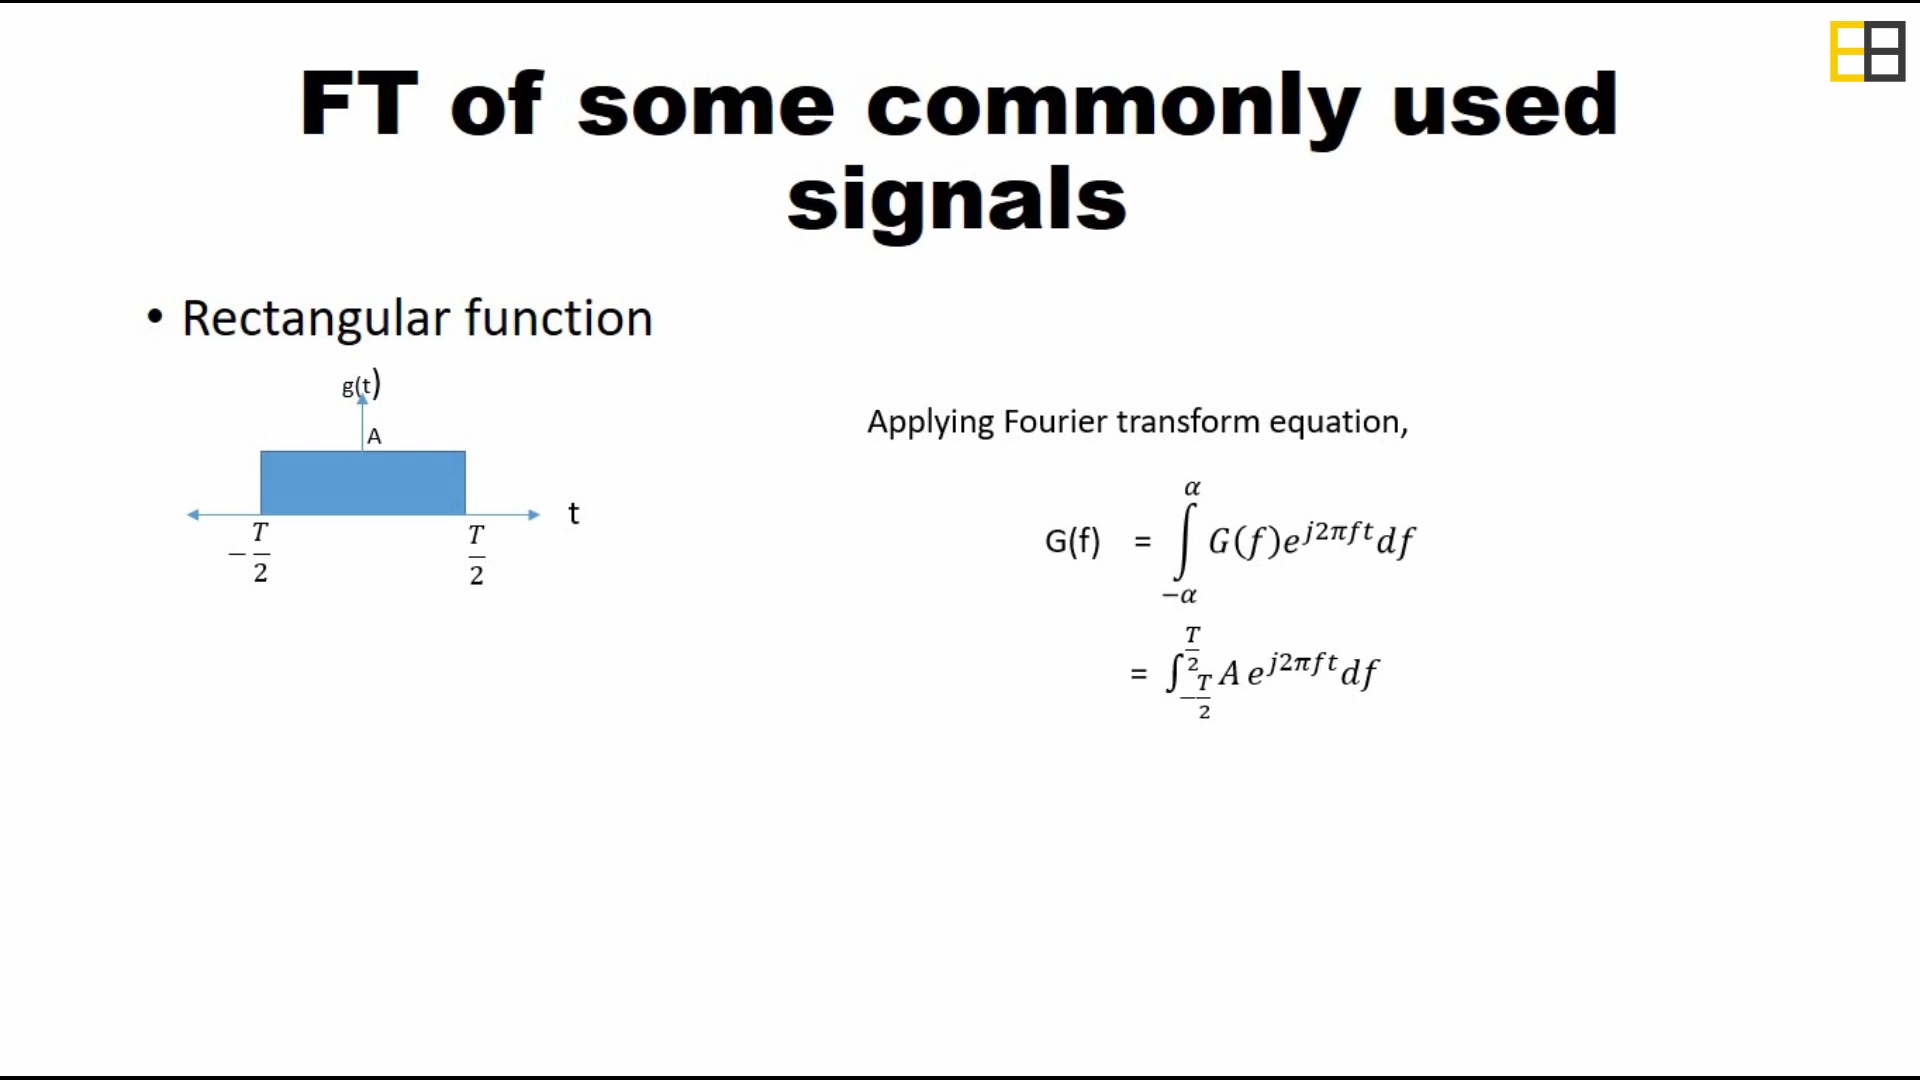 FT of some commonly used
signals
• Rectangular function
g(t)
A
t
−T/2
T/2
Applying Fourier transform equation,
G(f) = ∫_{−α}^{α} G(f)e^{j2πft}df
= ∫_{−T/2}^{T/2} A e^{j2πft}df